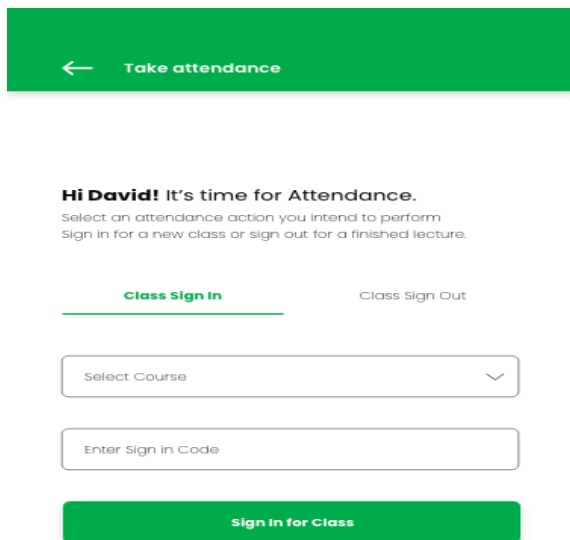 Take attendance
Hi David! It's time for Attendance.
Select an attendance action you intend to perform
Sign in for a new class or sign out for a finished lecture.
Class Sign In
Class Sign Out
Select Course
Enter Sign in Code
Sign In for Class